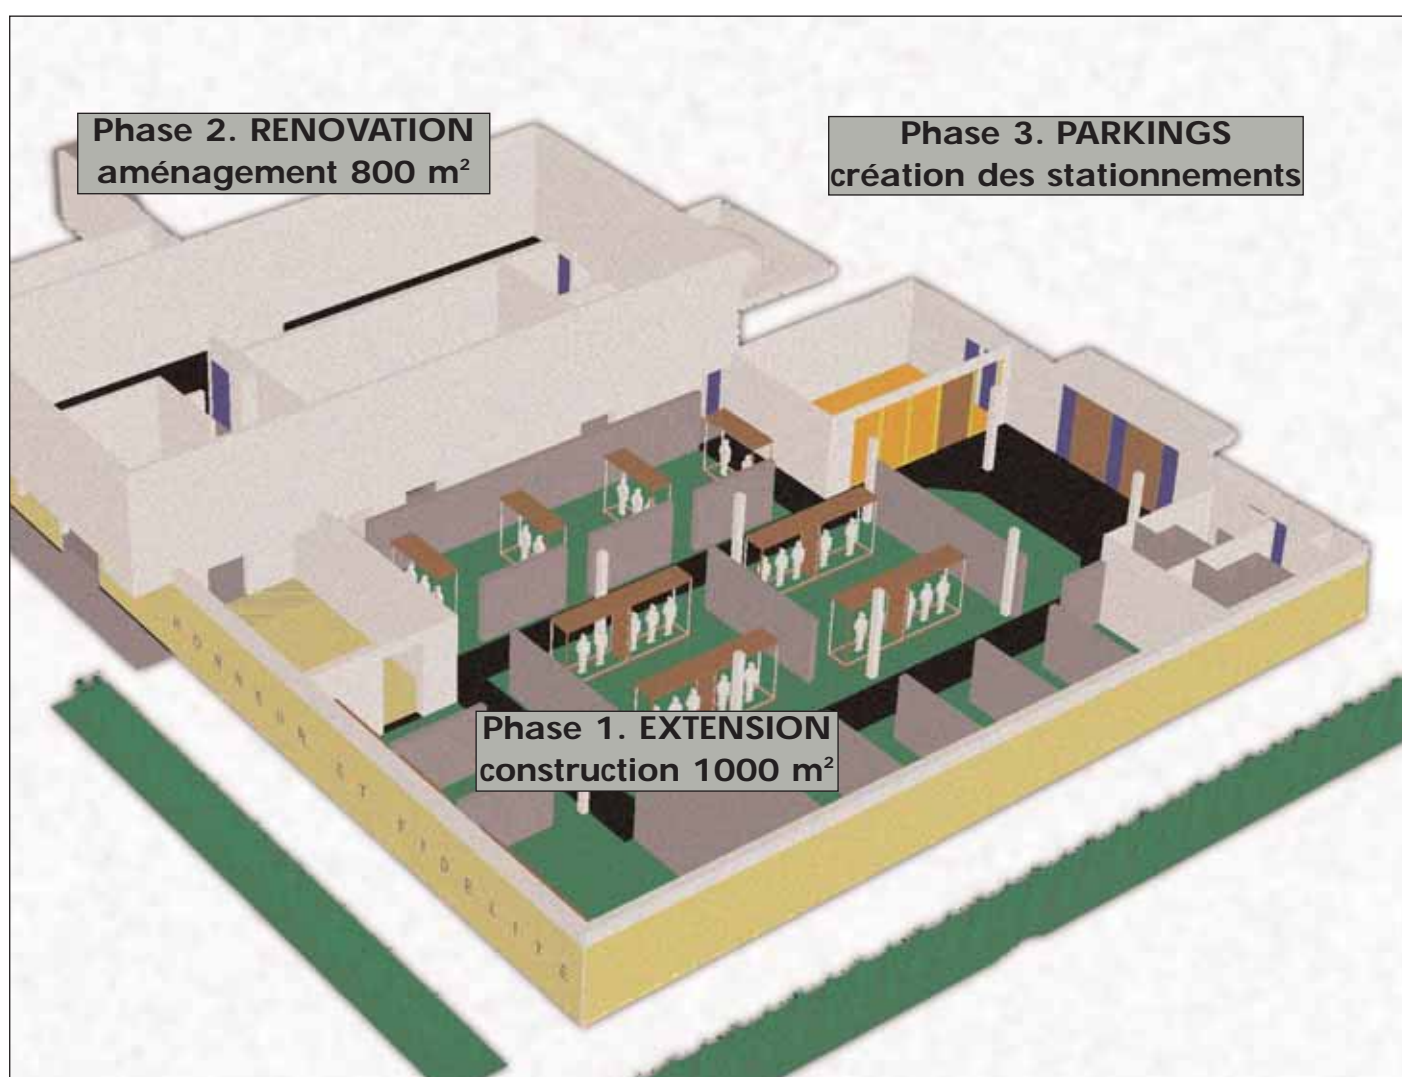 Phase 2. RENOVATION
aménagement 800 m²
Phase 3. PARKINGS
création des stationnements
Phase 1. EXTENSION
construction 1000 m²
HONNEUR ET FIDELITE